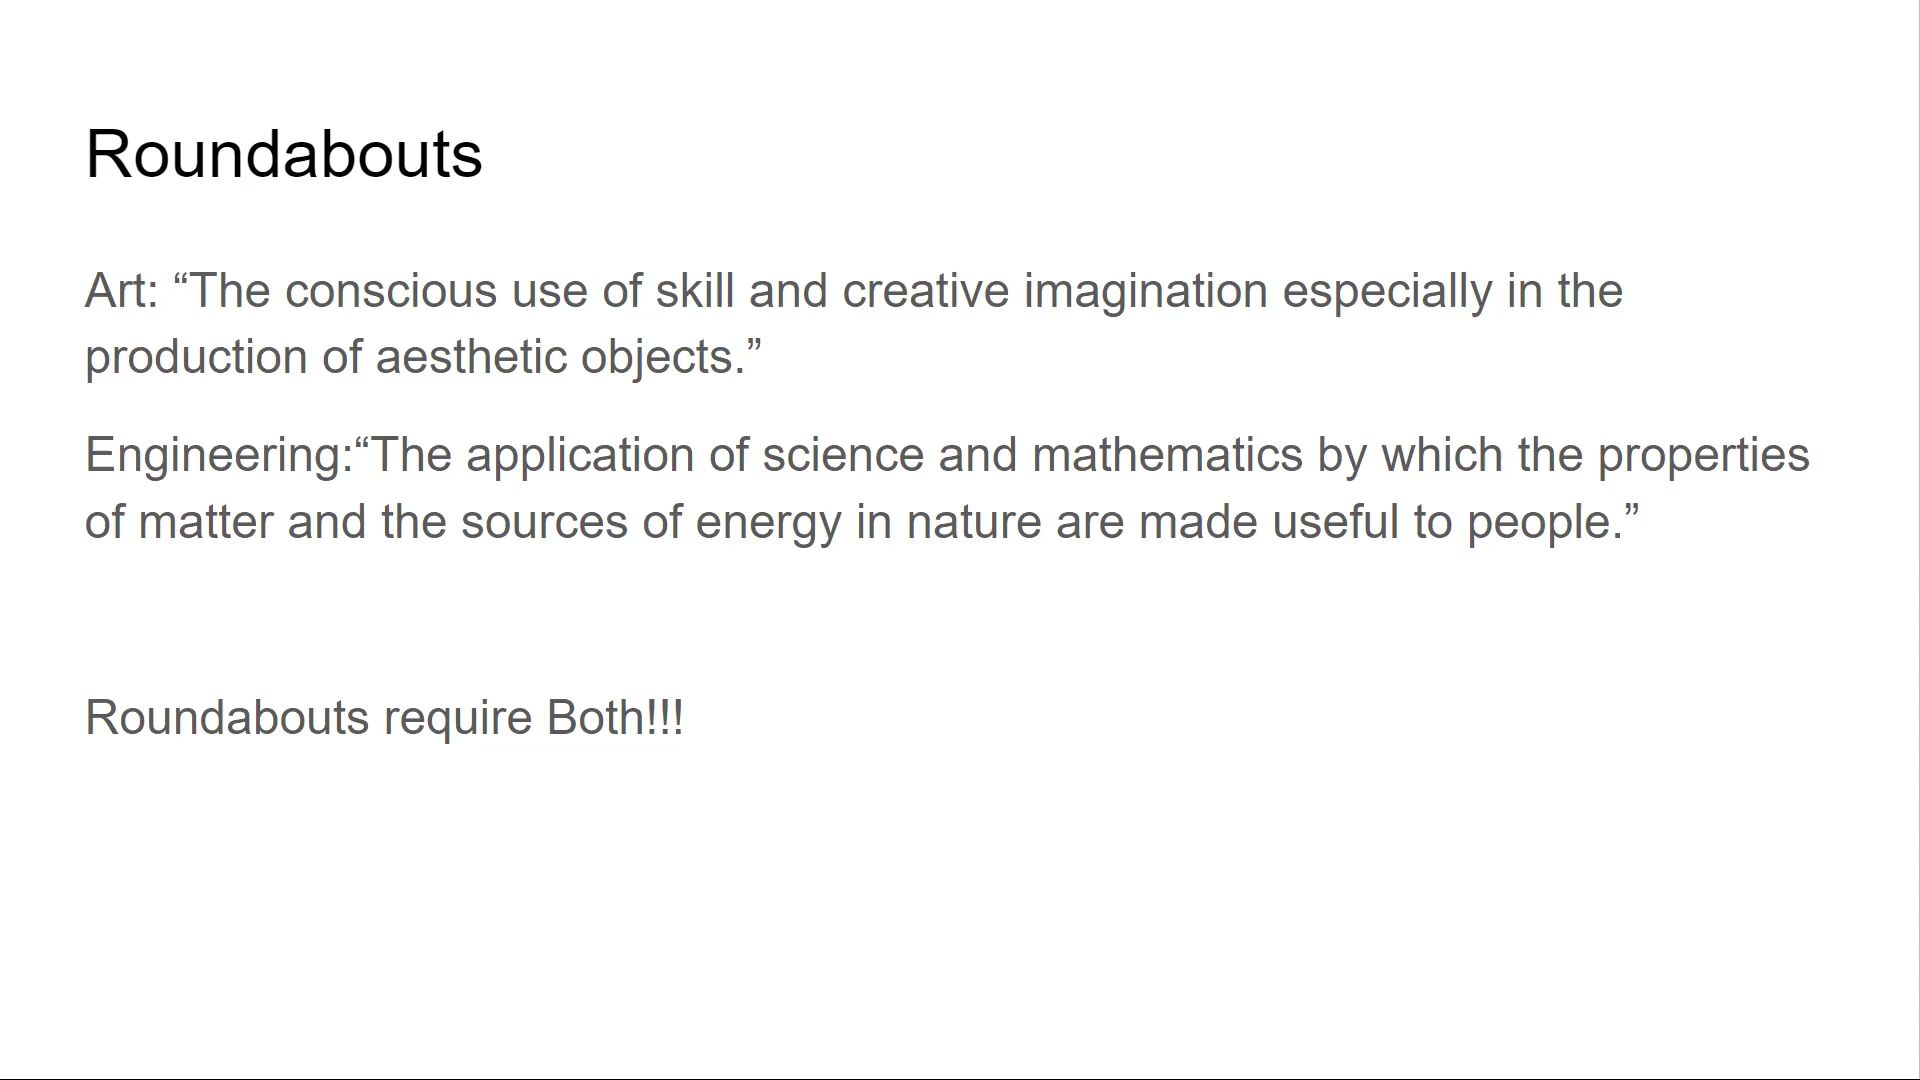 Roundabouts
Art: “The conscious use of skill and creative imagination especially in the
production of aesthetic objects.”
Engineering:“The application of science and mathematics by which the properties
of matter and the sources of energy in nature are made useful to people.”
Roundabouts require Both!!!